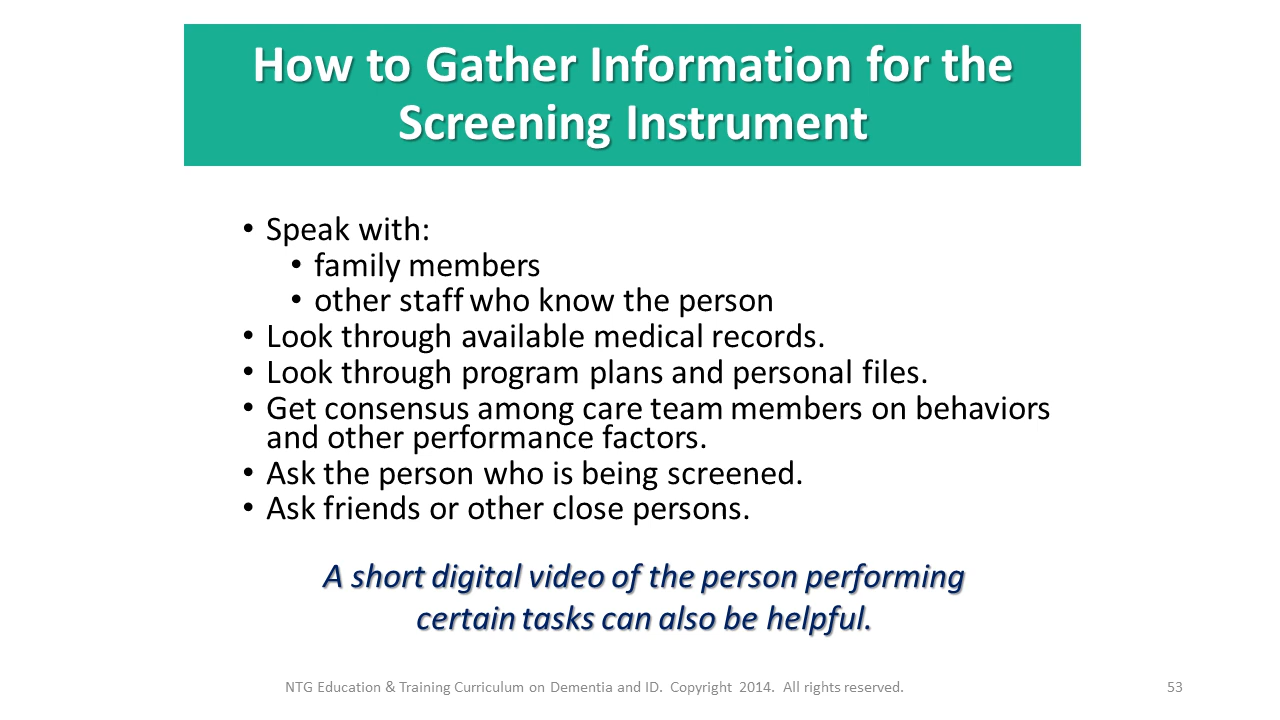 How to Gather Information for the
Screening Instrument
• Speak with:
• family members
• other staff who know the person
• Look through available medical records.
• Look through program plans and personal files.
• Get consensus among care team members on behaviors
and other performance factors.
• Ask the person who is being screened.
• Ask friends or other close persons.
A short digital video of the person performing
certain tasks can also be helpful.
NTG Education & Training Curriculum on Dementia and ID. Copyright 2014. All rights reserved.
53